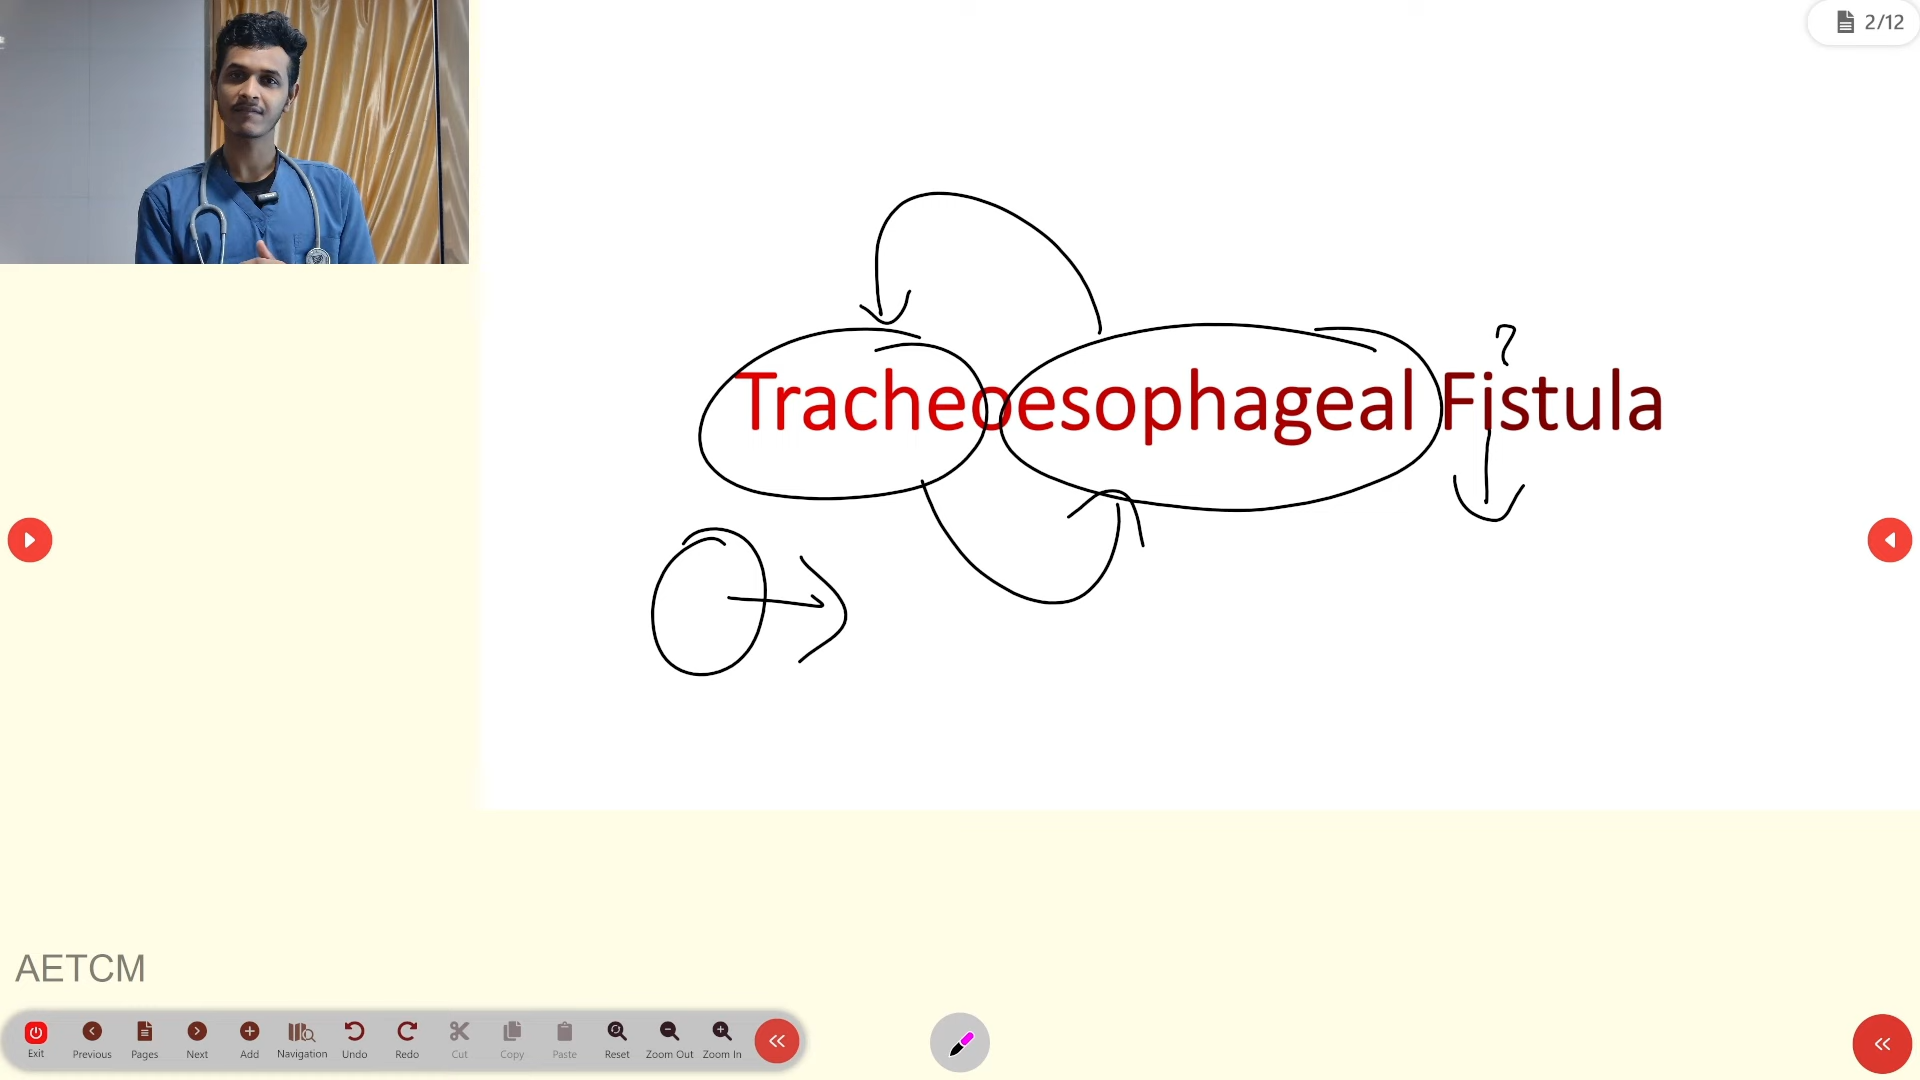 2/12
?
Tracheoesophageal Fistula
AETCM
Exit Previous Pages Next Add Navigation Undo Redo Cut Copy Paste Reset Zoom Out Zoom In